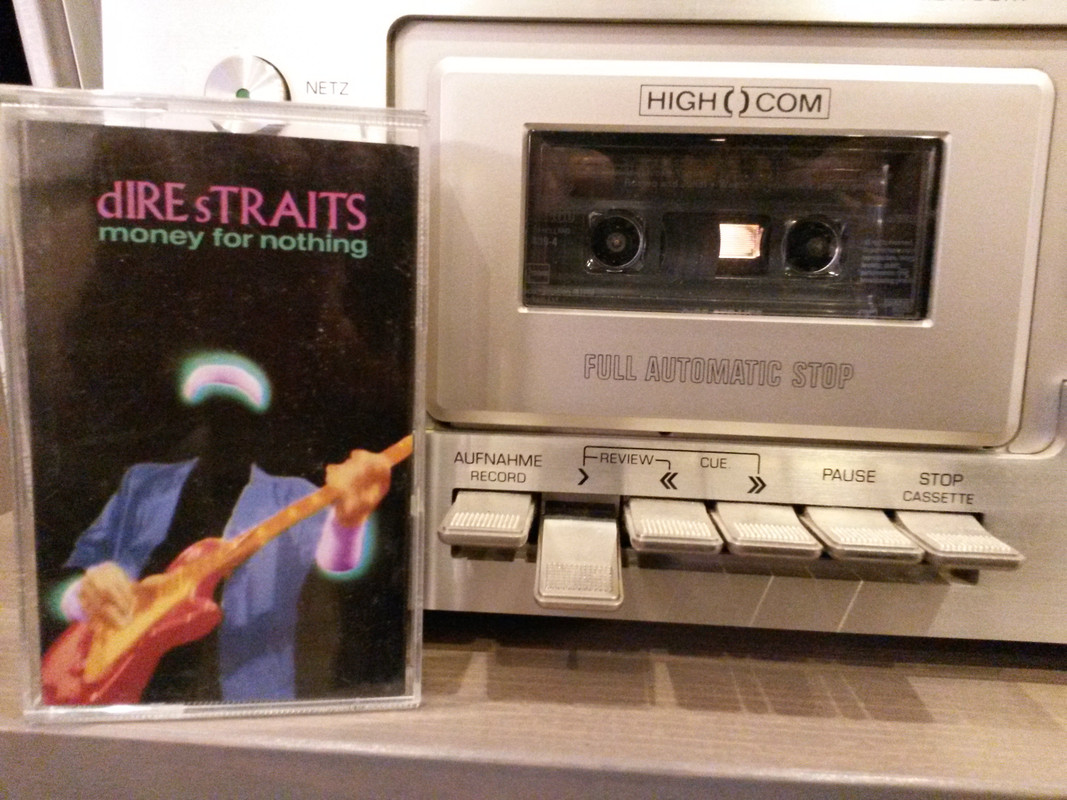 dIRE sTRAITS
money for nothing
NETZ
HIGH COM
FULL AUTOMATIC STOP
AUFNAHME
RECORD
REVIEW
CUE
PAUSE
STOP
CASSETTE